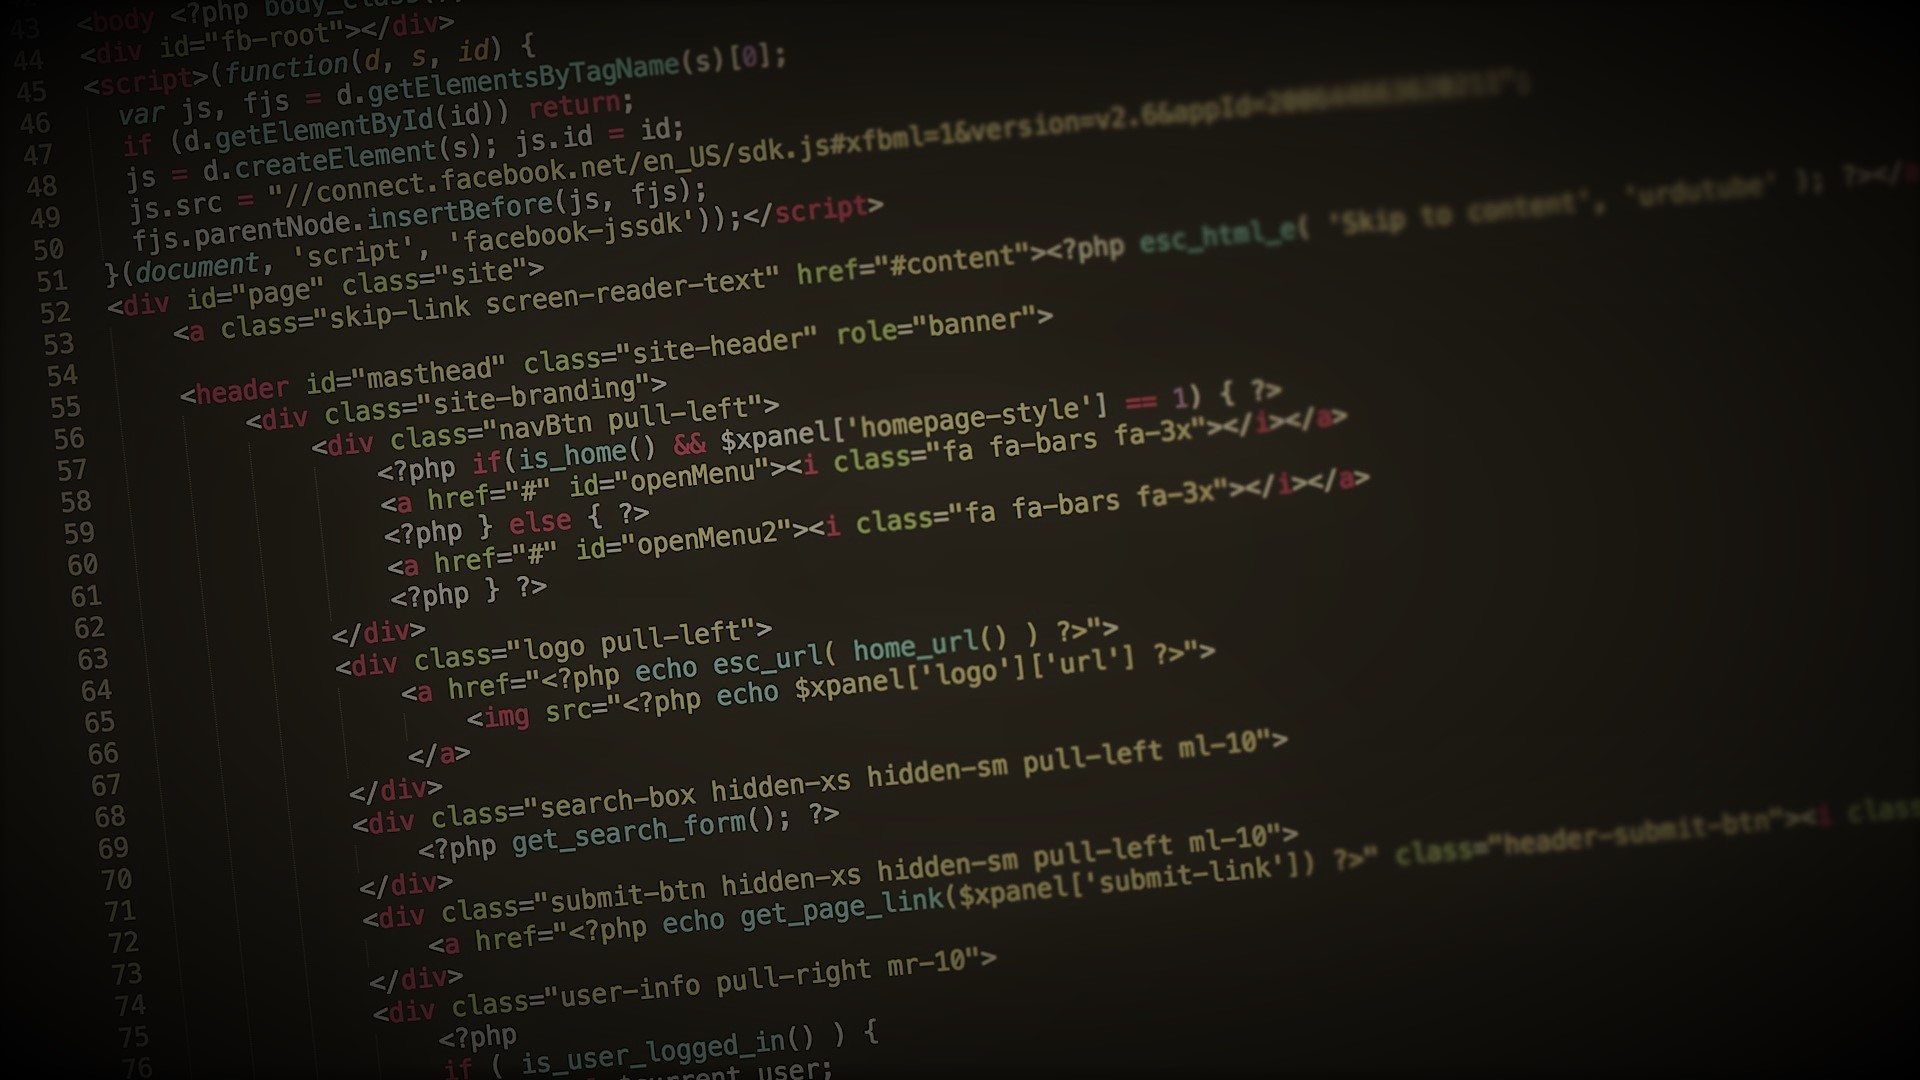 43 <body <?php body_class
44 <div id="fb-root"></div>
45 <script>(function(d, s, id) {
46 var js, fjs = d.getElementsByTagName(s)[0];
47 if (d.getElementById(id)) return;
48 js = d.createElement(s); js.id = id;
49 js.src = "//connect.facebook.net/en_US/sdk.js#xfbml=1&version=v2.6&appId=
50 fjs.parentNode.insertBefore(js, fjs);
51 }(document, 'script', 'facebook-jssdk'));</script>
52 <div id="page" class="site">
53 <a class="skip-link screen-reader-text" href="#content"><?php esc_html_e( 'Skip to content', 'urdutube' ); ?></a
54
55 <header id="masthead" class="site-header" role="banner">
56 <div class="site-branding">
57 <div class="navBtn pull-left">
58 <?php if(is_home() && $xpanel['homepage-style'] == 1) { ?>
59 <a href="#" id="openMenu"><i class="fa fa-bars fa-3x"></i></a>
60 <?php } else { ?>
61 <a href="#" id="openMenu2"><i class="fa fa-bars fa-3x"></i></a>
62 <?php } ?>
63 </div>
64 <div class="logo pull-left">
65 <a href="<?php echo esc_url( home_url() ) ?>">
66 <img src="<?php echo $xpanel['logo']['url'] ?>">
67 </a>
68 </div>
69 <div class="search-box hidden-xs hidden-sm pull-left ml-10">
70 <?php get_search_form(); ?>
71 </div>
72 <div class="submit-btn hidden-xs hidden-sm pull-left ml-10">
73 <a href="<?php echo get_page_link($xpanel['submit-link']) ?>" class="header-submit-btn"><i class
74 </div>
75 <div class="user-info pull-right mr-10">
76 <?php
if ( is_user_logged_in() ) {
user;